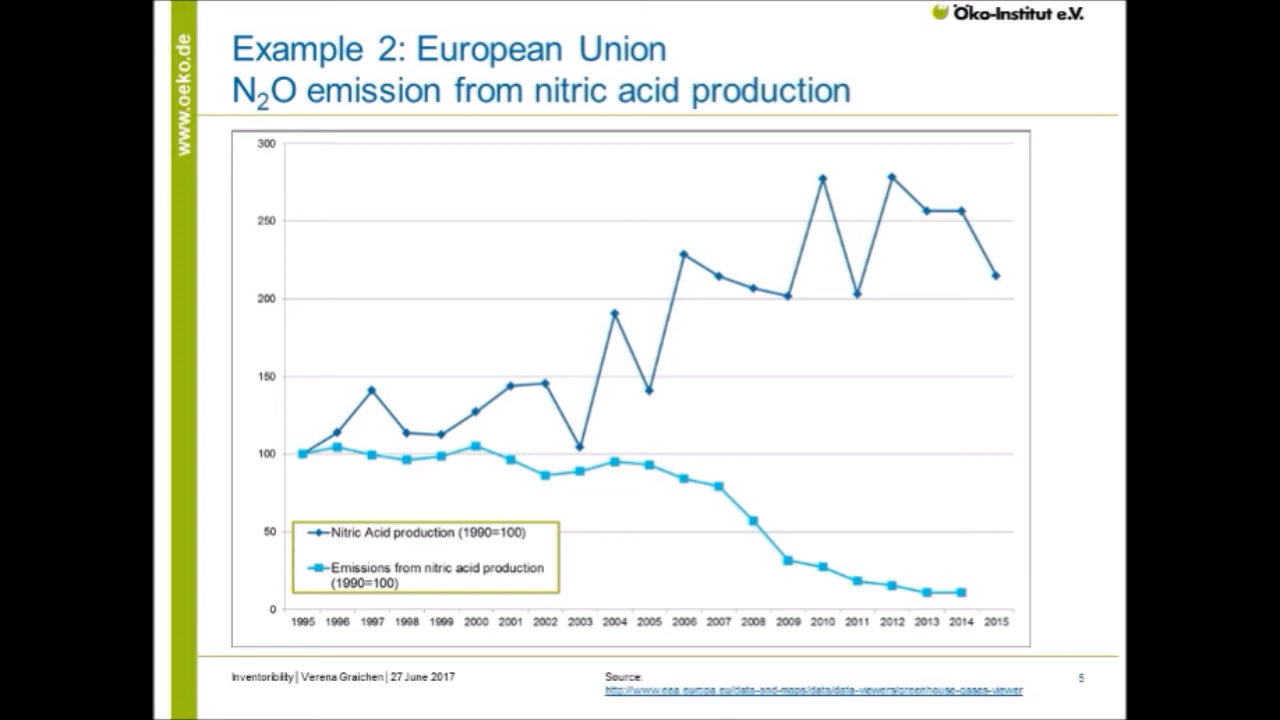 Öko-Institut e.V.
www.oeko.de
Example 2: European Union
N₂O emission from nitric acid production
300
250
200
150
100
50
0
Nitric Acid production (1990=100)
Emissions from nitric acid production
(1990=100)
1995 1996 1997 1998 1999 2000 2001 2002 2003 2004 2005 2006 2007 2008 2009 2010 2011 2012 2013 2014 2015
Inventoribility│Verena Graichen│27 June 2017
Source:
http://www.eea.europa.eu/data-and-maps/data/data-viewers/greenhouse-gases-viewer
5